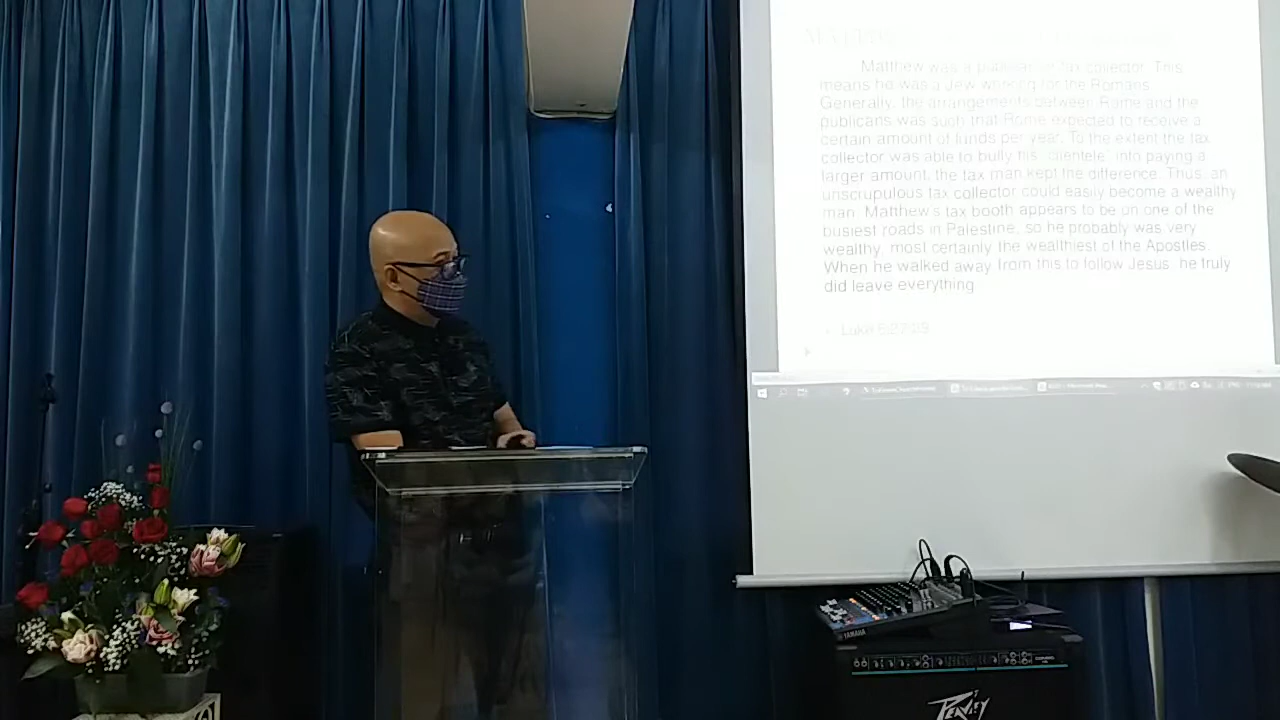 Matthew was a publican or tax collector. This
means he was a Jew working for the Romans.
Generally, the arrangements between Rome and the
publicans was such that Rome expected to receive a
certain amount of funds per year. To the extent the tax
collector was able to bully his "clientele" into paying a
larger amount, the tax man kept the difference. Thus, an
unscrupulous tax collector could easily become a wealthy
man. Matthew's tax booth appears to be on one of the
busiest roads in Palestine, so he probably was very
wealthy, most certainly the wealthiest of the Apostles.
When he walked away from this to follow Jesus, he truly
did leave everything.
Luke 5:27-29
YAMAHA
PEAVEY